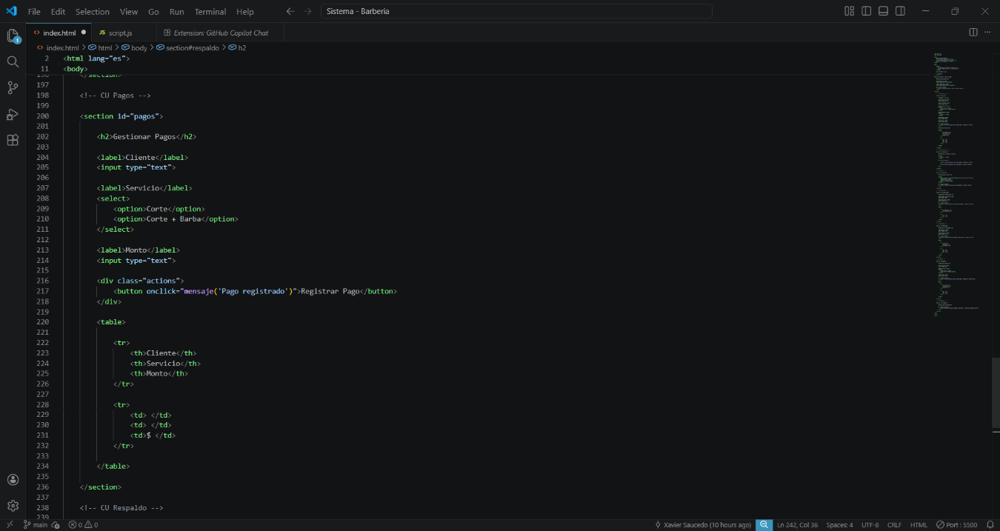 File Edit Selection View Go Run Terminal Help
Sistema - Barberia
index.html
JS script.js
Extension: GitHub Copilot Chat
index.html > html > body > section#respaldo > h2
1
2 <html lang="es">
11 <body>
196 </section>
197
198 <!-- CU Pagos -->
199
200 <section id="pagos">
201
202 <h2>Gestionar Pagos</h2>
203
204 <label>Cliente</label>
205 <input type="text">
206
207 <label>Servicio</label>
208 <select>
209 <option>Corte</option>
210 <option>Corte + Barba</option>
211 </select>
212
213 <label>Monto</label>
214 <input type="text">
215
216 <div class="actions">
217 <button onclick="mensaje('Pago registrado')">Registrar Pago</button>
218 </div>
219
220 <table>
221
222 <tr>
223 <th>Cliente</th>
224 <th>Servicio</th>
225 <th>Monto</th>
226 </tr>
227
228 <tr>
229 <td> </td>
230 <td> </td>
231 <td>$ </td>
232 </tr>
233
234 </table>
235
236 </section>
237
238 <!-- CU Respaldo -->
239
main 0 0 Xavier Saucedo (10 hours ago) Ln 242, Col 36 Spaces: 4 UTF-8 CRLF HTML Port : 5500